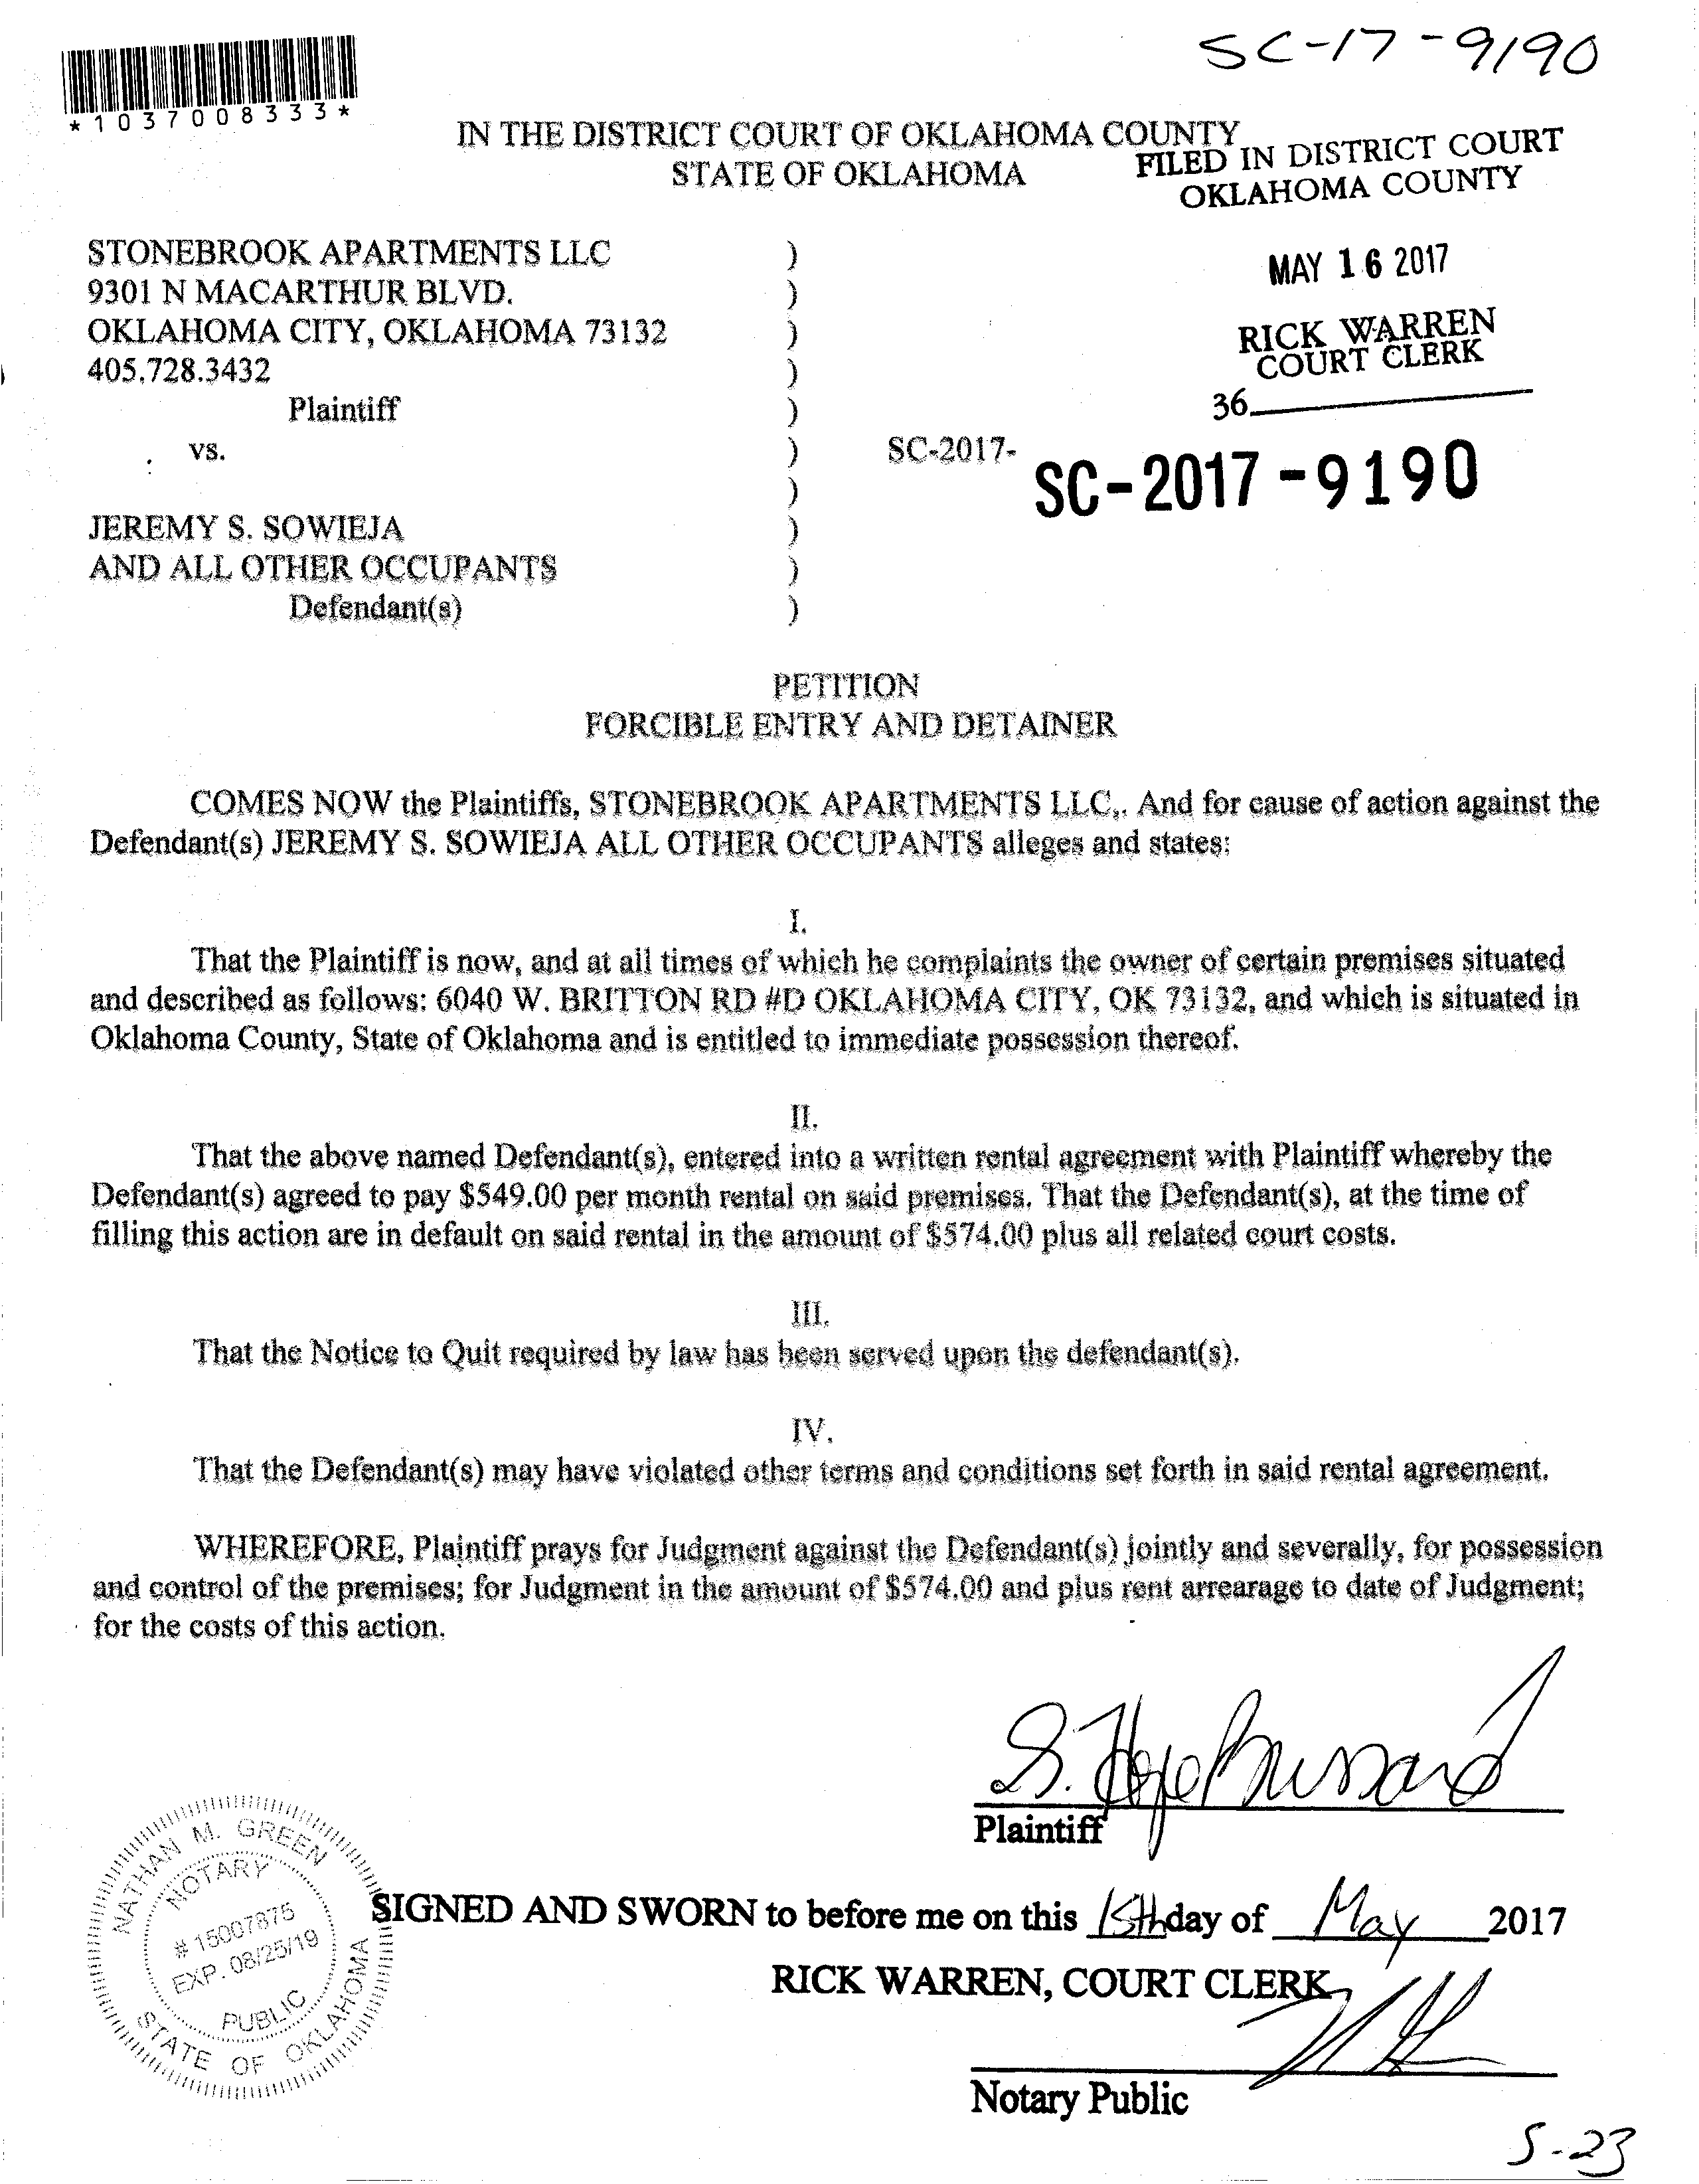 SC-17-9190
*1037008333*
IN THE DISTRICT COURT OF OKLAHOMA COUNTY
STATE OF OKLAHOMA
FILED IN DISTRICT COURT
OKLAHOMA COUNTY
MAY 16 2017
RICK WARREN
COURT CLERK
36
STONEBROOK APARTMENTS LLC )
9301 N MACARTHUR BLVD. )
OKLAHOMA CITY, OKLAHOMA 73132 )
405.728.3432 )
Plaintiff )
vs. ) SC-2017-
SC-2017-9190
)
JEREMY S. SOWIEJA )
AND ALL OTHER OCCUPANTS )
Defendant(s) )
PETITION
FORCIBLE ENTRY AND DETAINER
COMES NOW the Plaintiffs, STONEBROOK APARTMENTS LLC,. And for cause of action against the
Defendant(s) JEREMY S. SOWIEJA ALL OTHER OCCUPANTS alleges and states:
I.
That the Plaintiff is now, and at all times of which he complaints the owner of certain premises situated
and described as follows: 6040 W. BRITTON RD #D OKLAHOMA CITY, OK 73132, and which is situated in
Oklahoma County, State of Oklahoma and is entitled to immediate possession thereof.
II.
That the above named Defendant(s), entered into a written rental agreement with Plaintiff whereby the
Defendant(s) agreed to pay $549.00 per month rental on said premises. That the Defendant(s), at the time of
filling this action are in default on said rental in the amount of $574.00 plus all related court costs.
III.
That the Notice to Quit required by law has been served upon the defendant(s).
IV.
That the Defendant(s) may have violated other terms and conditions set forth in said rental agreement.
WHEREFORE, Plaintiff prays for Judgment against the Defendant(s) jointly and severally, for possession
and control of the premises; for Judgment in the amount of $574.00 and plus rent arrearage to date of Judgment;
for the costs of this action.
S. Hope Brussard
Plaintiff
NATHAN M. GREEN
NOTARY
# 15007875
EXP. 08/25/19
PUBLIC
STATE OF OKLAHOMA
SIGNED AND SWORN to before me on this 15th day of May 2017
RICK WARREN, COURT CLERK
Notary Public
5-23